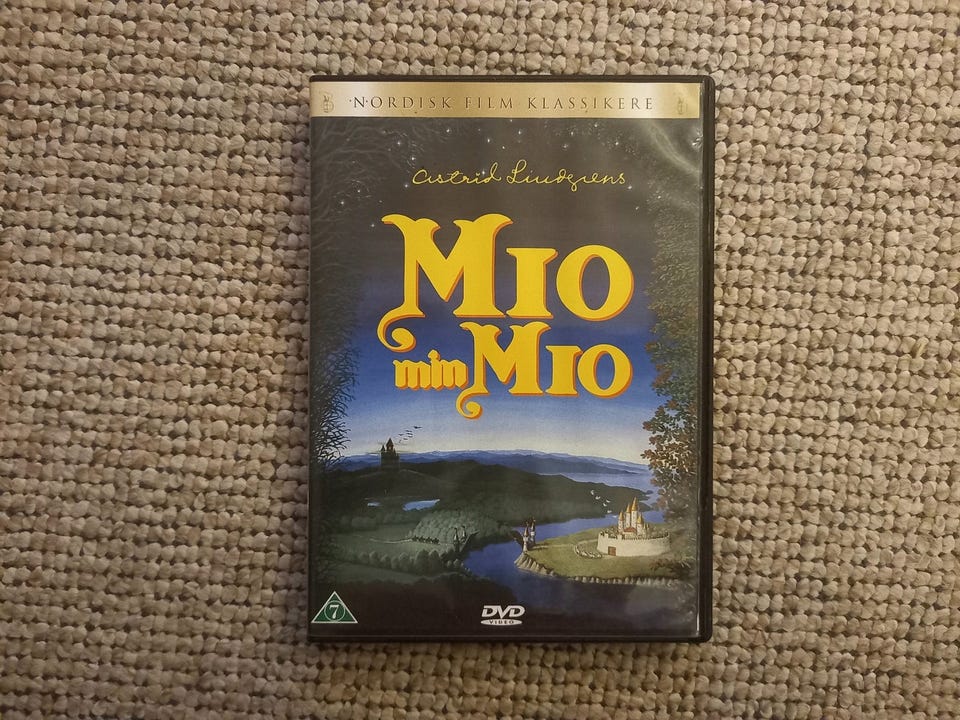 NORDISK FILM KLASSIKERE
Astrid Lindgrens
MIO
min MIO
7
DVD
VIDEO